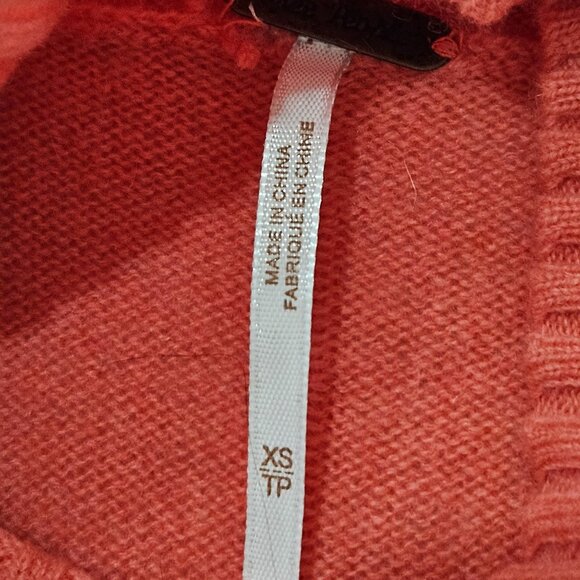 MADE IN CHINA
FABRIQUÉ EN CHINE
XS
TP